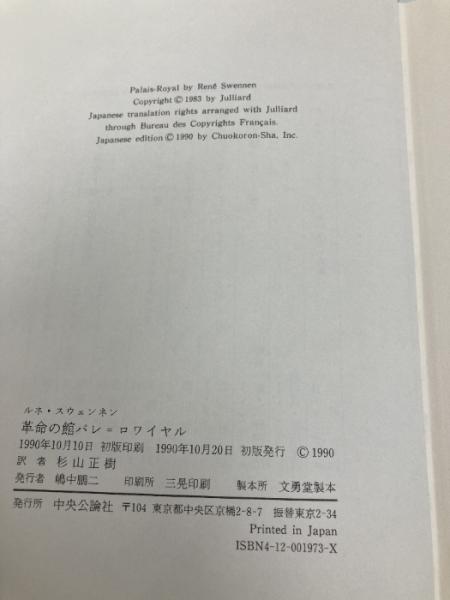 Palais-Royal by René Swennen
Copyright © 1983 by Julliard
Japanese translation rights arranged with Julliard
through Bureau des Copyrights Français.
Japanese edition © 1990 by Chuokoron-Sha, Inc.
ルネ・スウェンネン
革命の館パレ=ロワイヤル
1990年10月10日 初版印刷 1990年10月20日 初版発行 © 1990
訳者 杉山正樹
発行者 嶋中鵬二 印刷所 三晃印刷 製本所 文勇堂製本
発行所 中央公論社 〒104 東京都中央区京橋2-8-7 振替東京2-34
Printed in Japan
ISBN4-12-001973-X